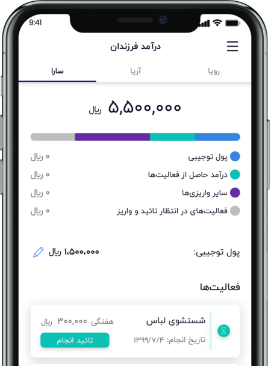 9:41
درآمد فرزندان
رویا
آریا
سارا
۵,۵۰۰,۰۰۰ ریال
پول توجیبی
۰ ریال
درآمد حاصل از فعالیت‌ها
۰ ریال
سایر واریزی‌ها
۰ ریال
فعالیت‌های در انتظار تائید و واریز
۰ ریال
پول توجیبی:
۱,۵۰۰,۰۰۰ ریال
فعالیت‌ها
شستشوی لباس
هفتگی ۳۰۰,۰۰۰ ریال
تاریخ انجام: ۱۳۹۹/۷/۴
تائید انجام